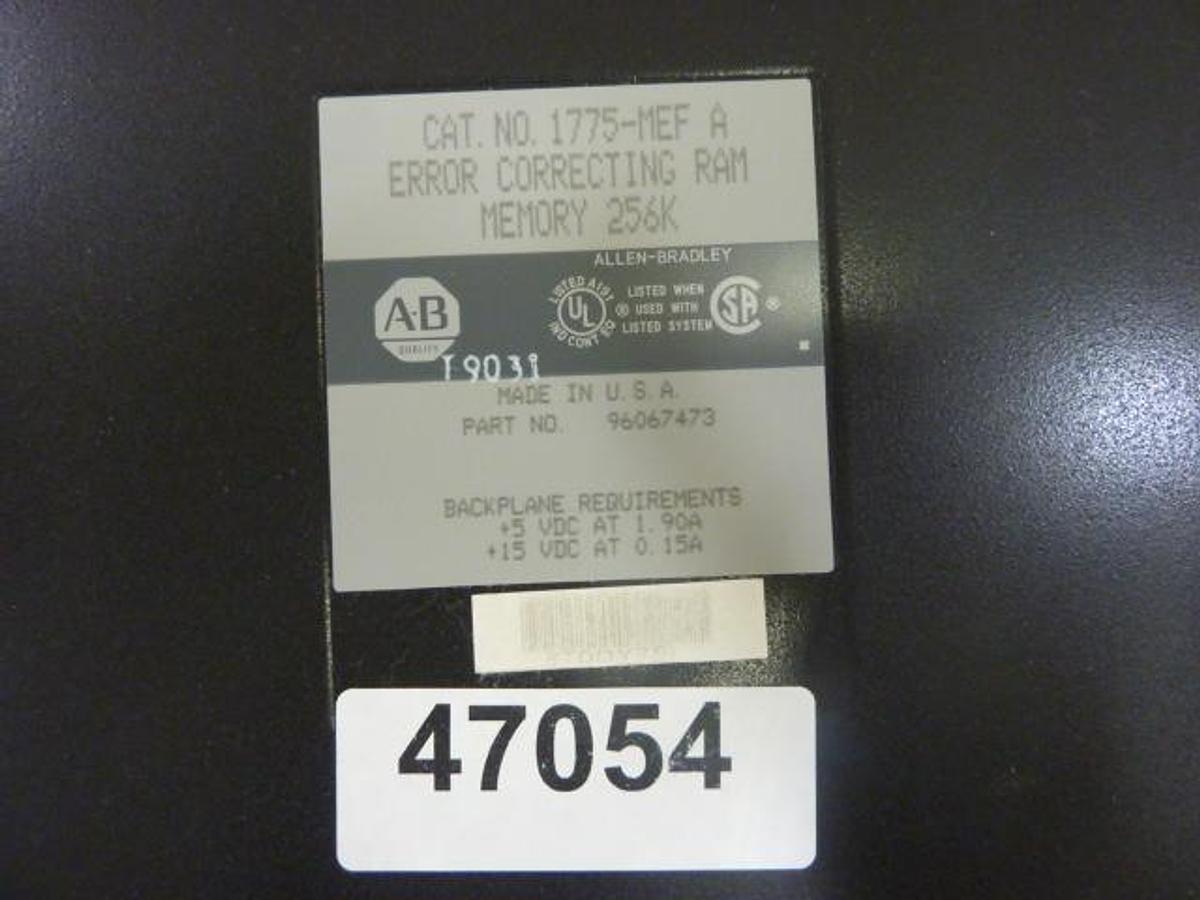 CAT. NO. 1775-MEF A
ERROR CORRECTING RAM
MEMORY 256K
ALLEN-BRADLEY
A-B
QUALITY
LISTED A197
UL
IND CONT EQ
®
LISTED WHEN
USED WITH
LISTED SYSTEM
SA
®
MADE IN U.S.A.
PART NO. 96067473
BACKPLANE REQUIREMENTS
+5 VDC AT 1.90A
+15 VDC AT 0.15A
47054